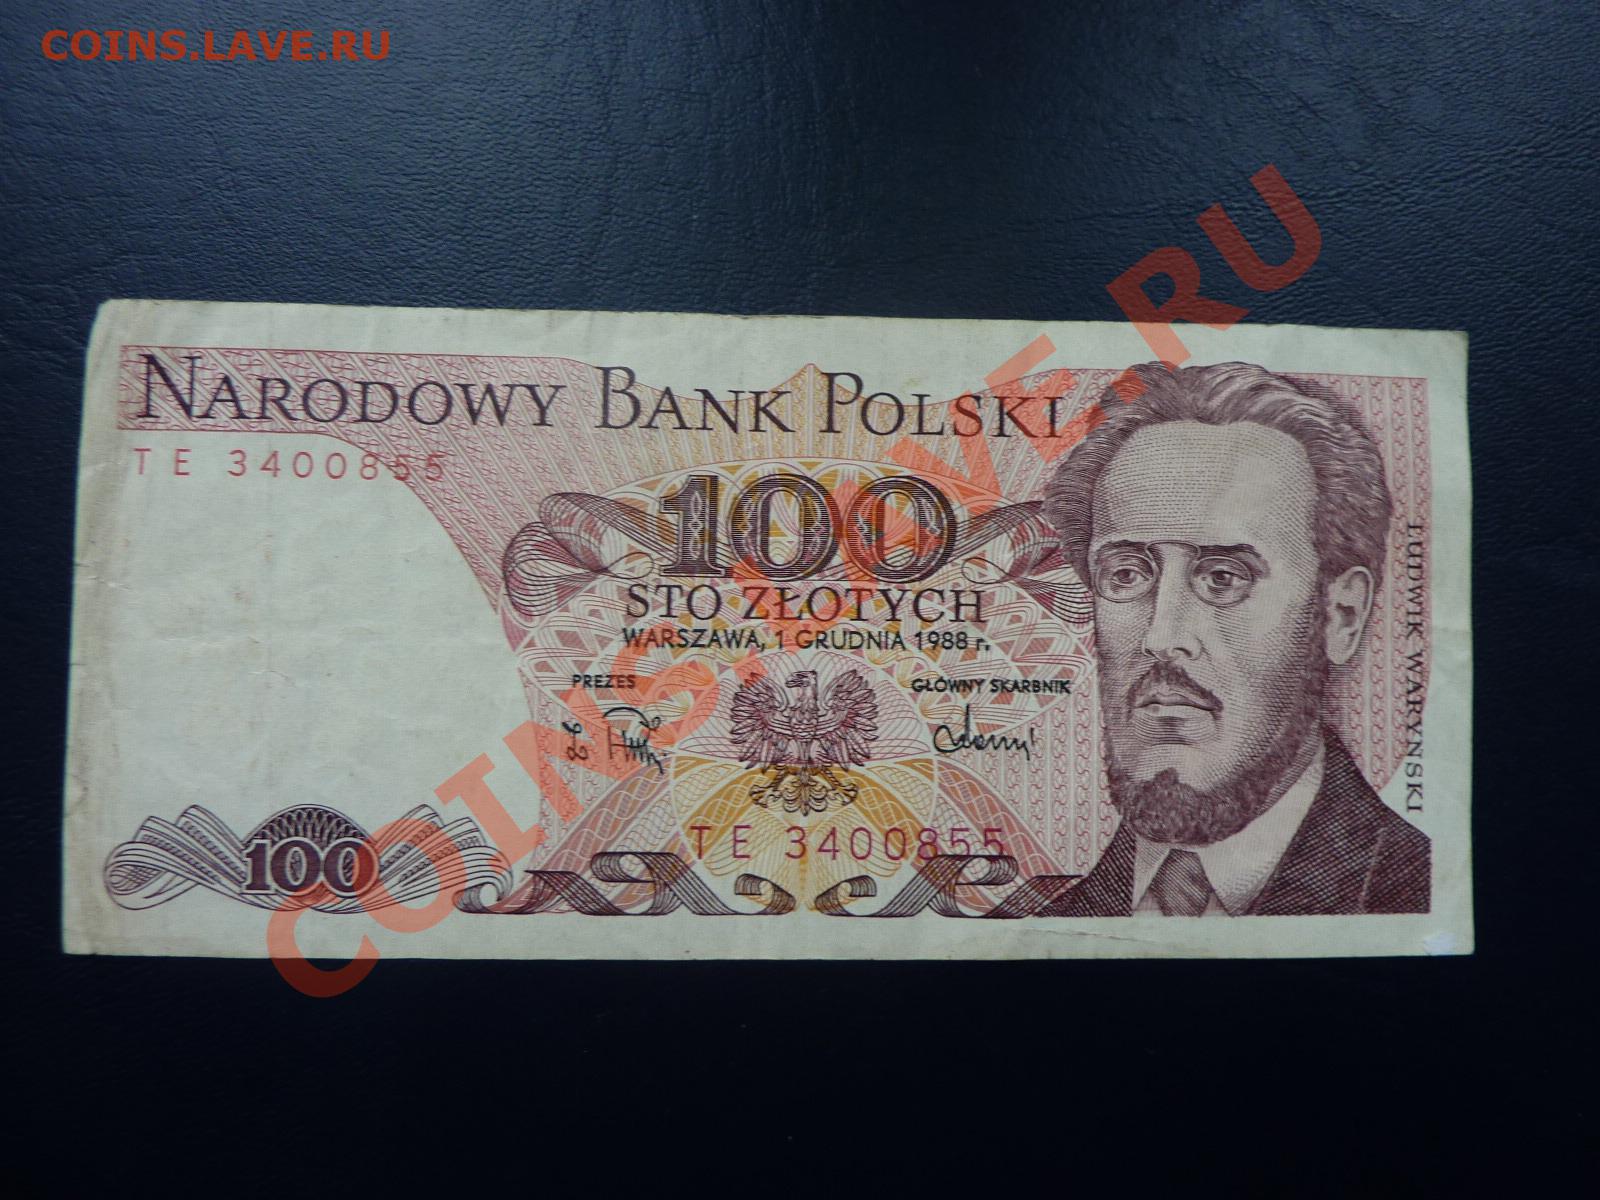 COINS.LAVE.RU
NARODOWY BANK POLSKI
TE 3400855
100
STO ZŁOTYCH
WARSZAWA, 1 GRUDNIA 1988 r.
PREZES
GŁÓWNY SKARBNIK
TE 3400855
100
LUDWIK WARYŃSKI
COINS.LAVE.RU